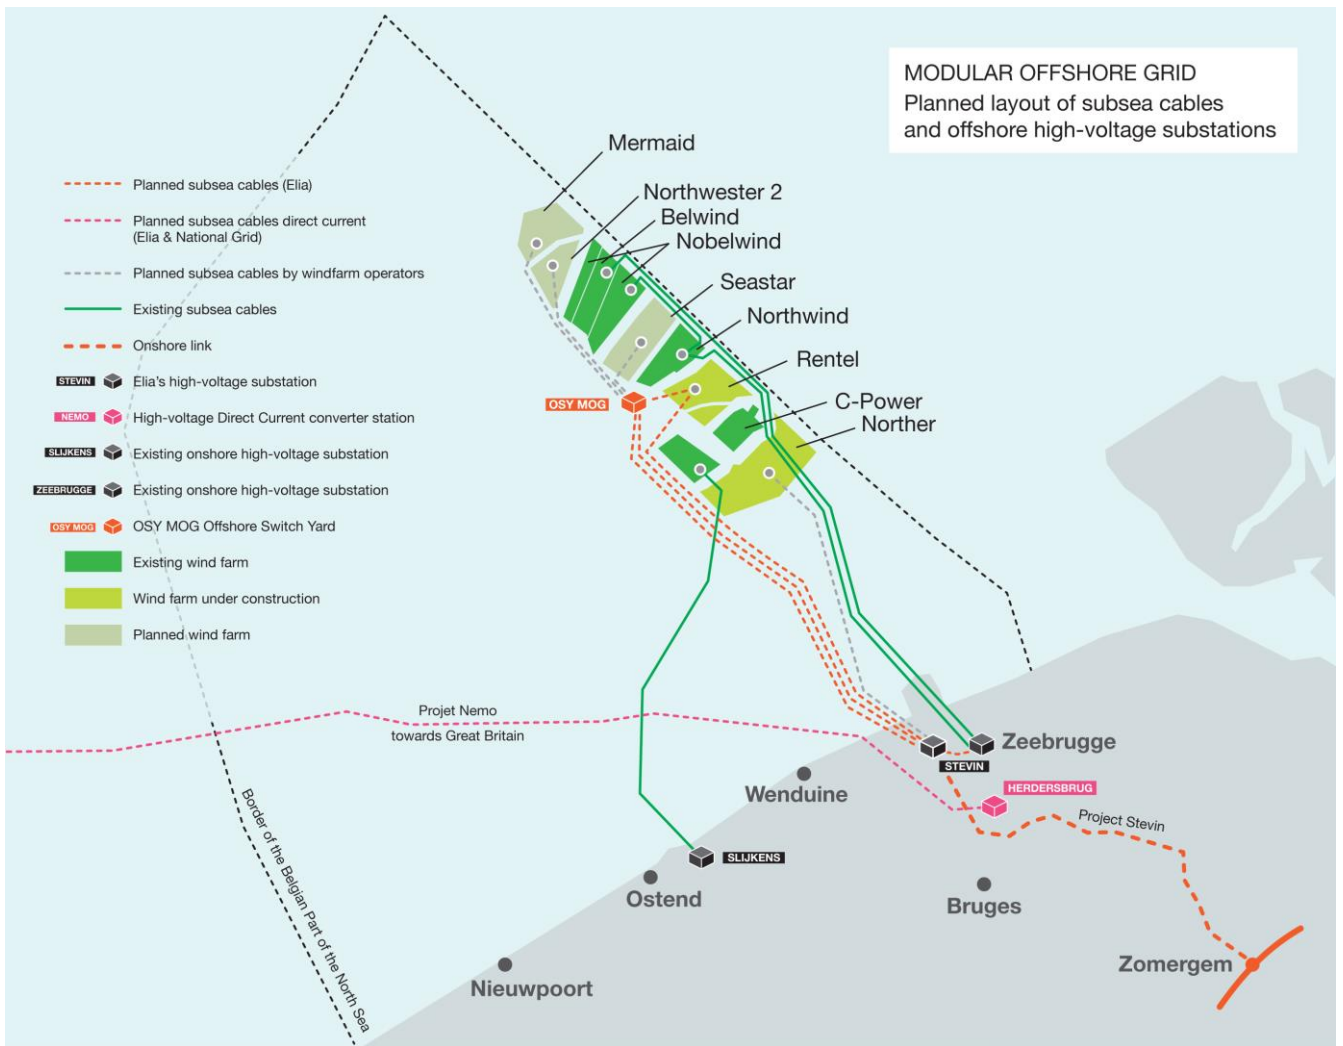 MODULAR OFFSHORE GRID
Planned layout of subsea cables
and offshore high-voltage substations
Mermaid
Northwester 2
Belwind
Nobelwind
Seastar
Northwind
Rentel
C-Power
Norther
OSY MOG
Planned subsea cables (Elia)
Planned subsea cables direct current
(Elia & National Grid)
Planned subsea cables by windfarm operators
Existing subsea cables
Onshore link
STEVIN Elia's high-voltage substation
NEMO High-voltage Direct Current converter station
SLIJKENS Existing onshore high-voltage substation
ZEEBRUGGE Existing onshore high-voltage substation
OSY MOG OSY MOG Offshore Switch Yard
Existing wind farm
Wind farm under construction
Planned wind farm
Projet Nemo
towards Great Britain
Border of the Belgian Part of the North Sea
Zeebrugge
STEVIN
HERDERSBRUG
Wenduine
Project Stevin
SLIJKENS
Ostend
Bruges
Nieuwpoort
Zomergem